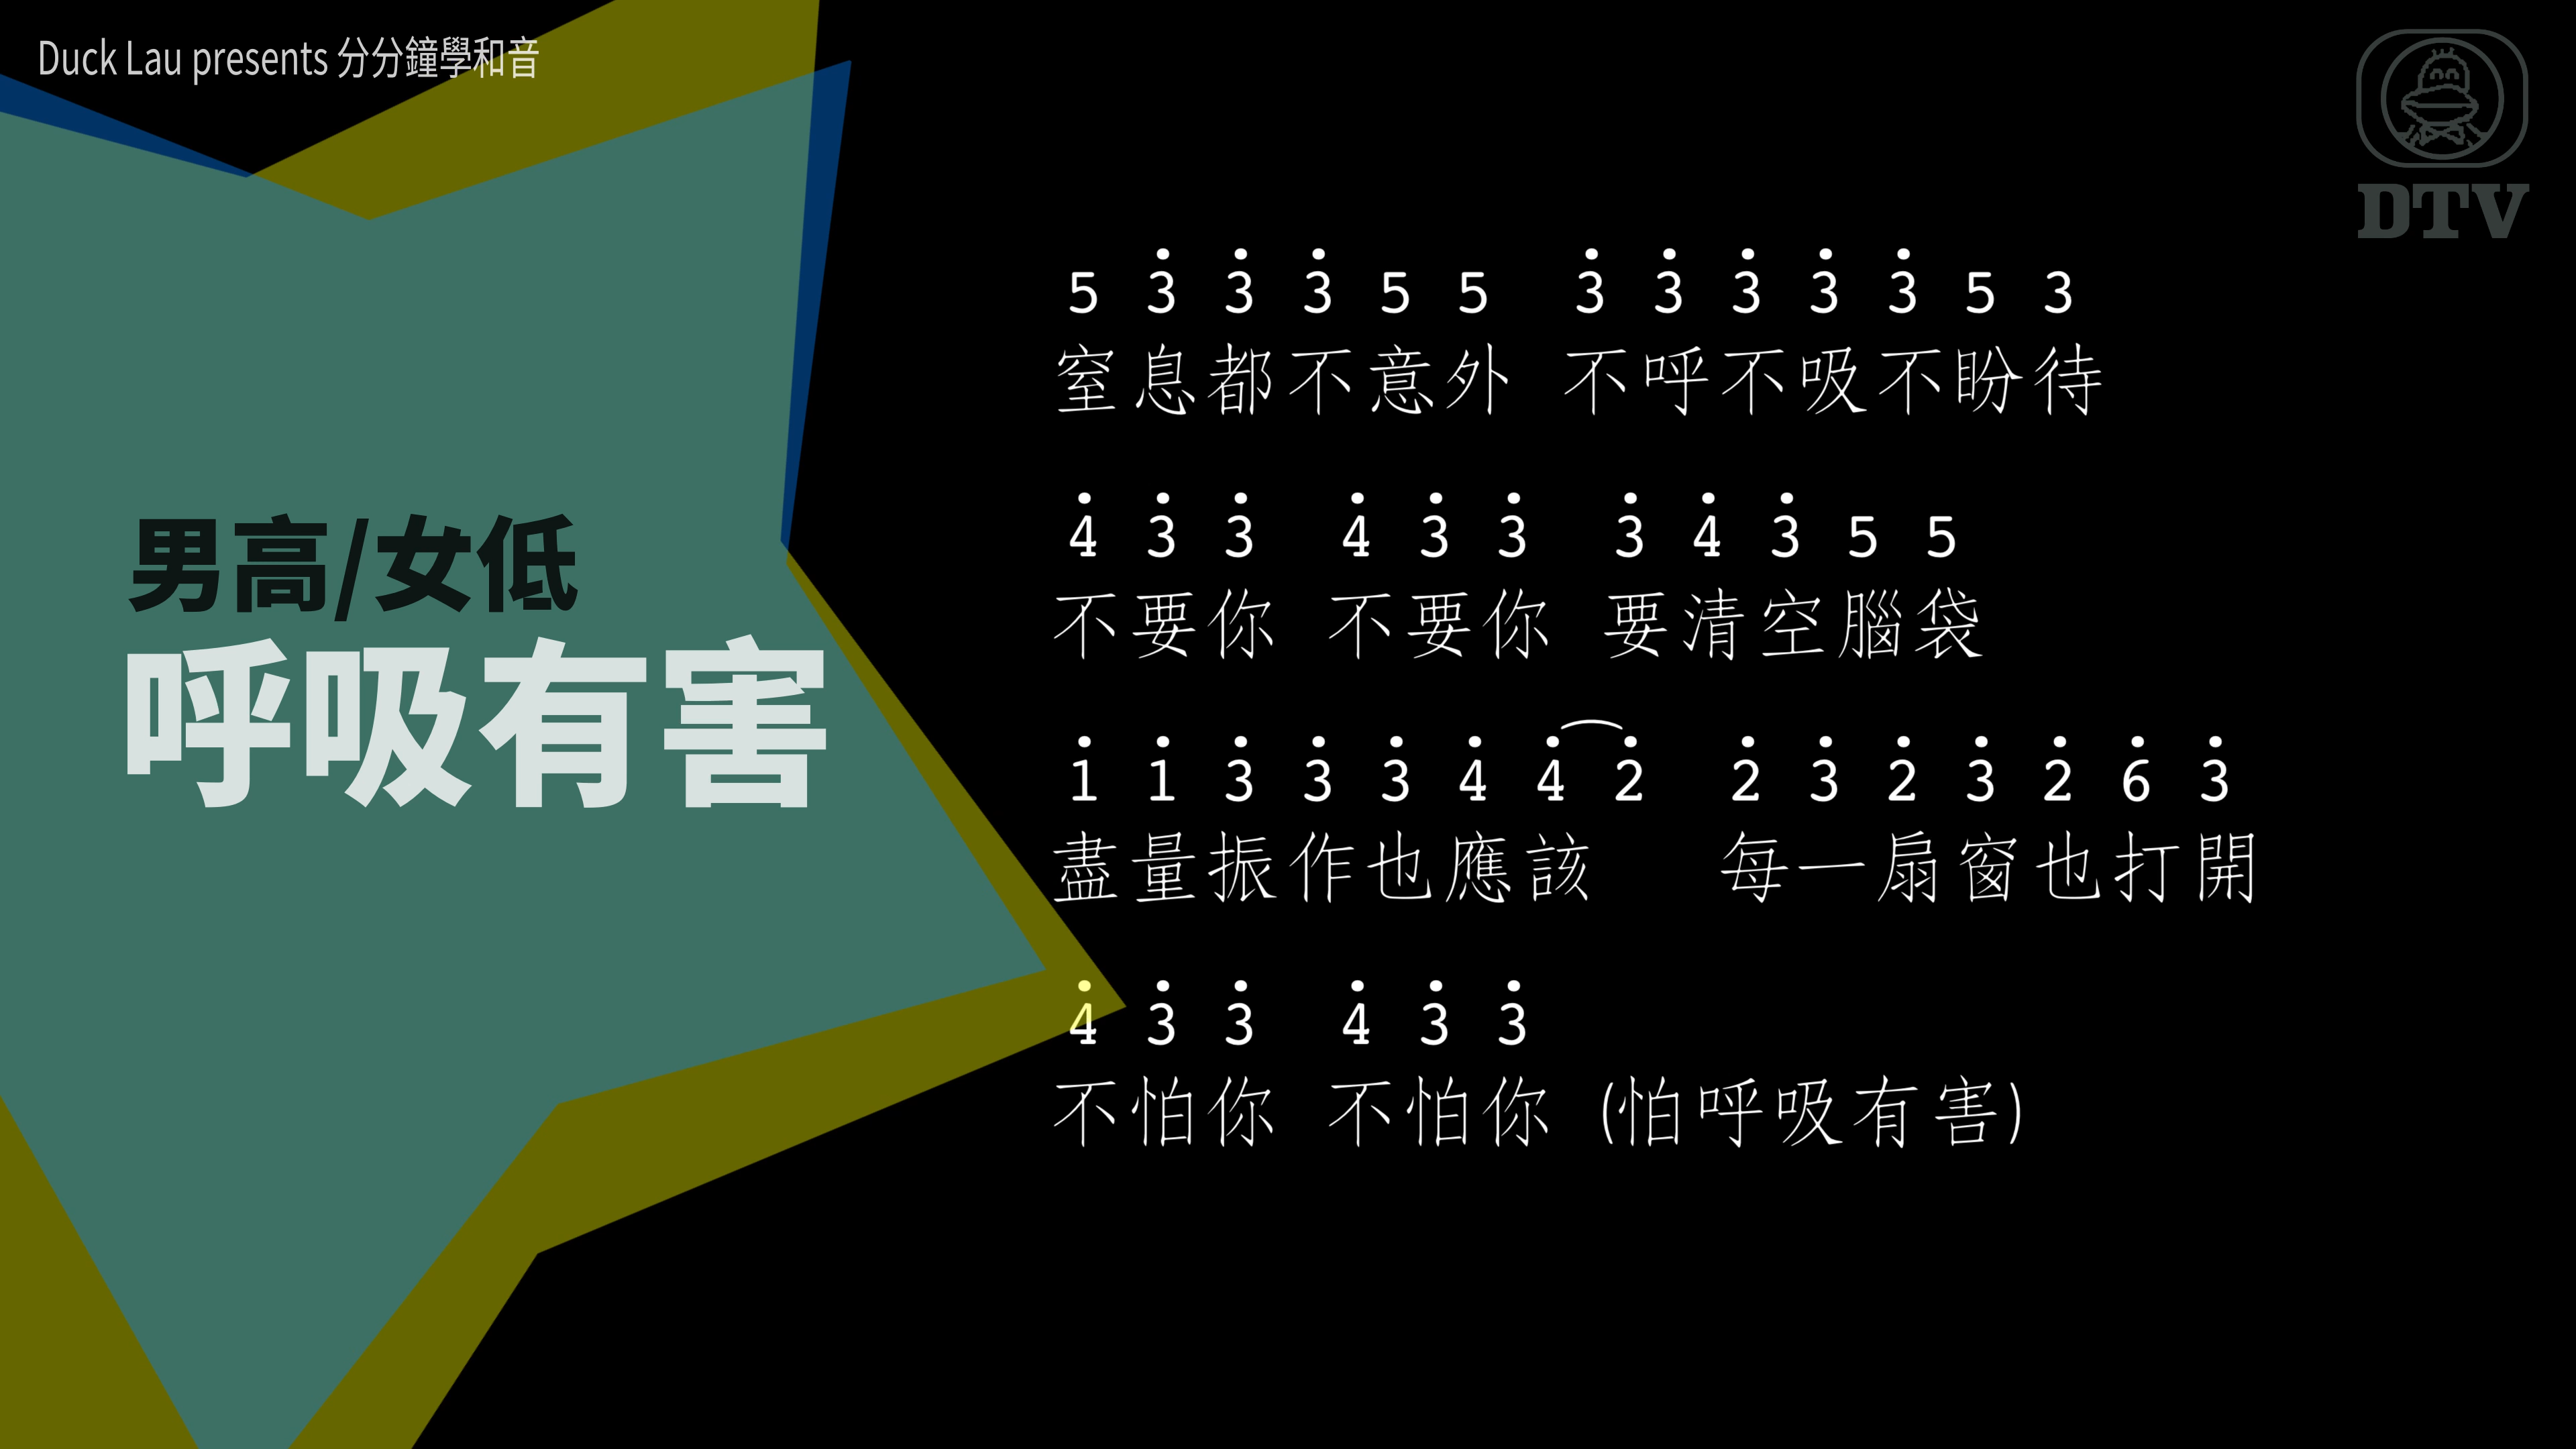 Duck Lau presents 分分鐘學和音
DTV
男高/女低
呼吸有害
5 3̇ 3̇ 3̇ 5 5 3̇ 3̇ 3̇ 3̇ 3̇ 5 3
窒息都不意外 不呼不吸不盼待
4̇ 3̇ 3̇ 4̇ 3̇ 3̇ 3̇ 4̇ 3̇ 5 5
不要你 不要你 要清空腦袋
1̇ 1̇ 3̇ 3̇ 3̇ 4̇ 4̇ 2̇ 2̇ 3̇ 2̇ 3̇ 2̇ 6̇ 3̇
盡量振作也應該 每一扇窗也打開
4̇ 3̇ 3̇ 4̇ 3̇ 3̇
不怕你 不怕你 (怕呼吸有害)